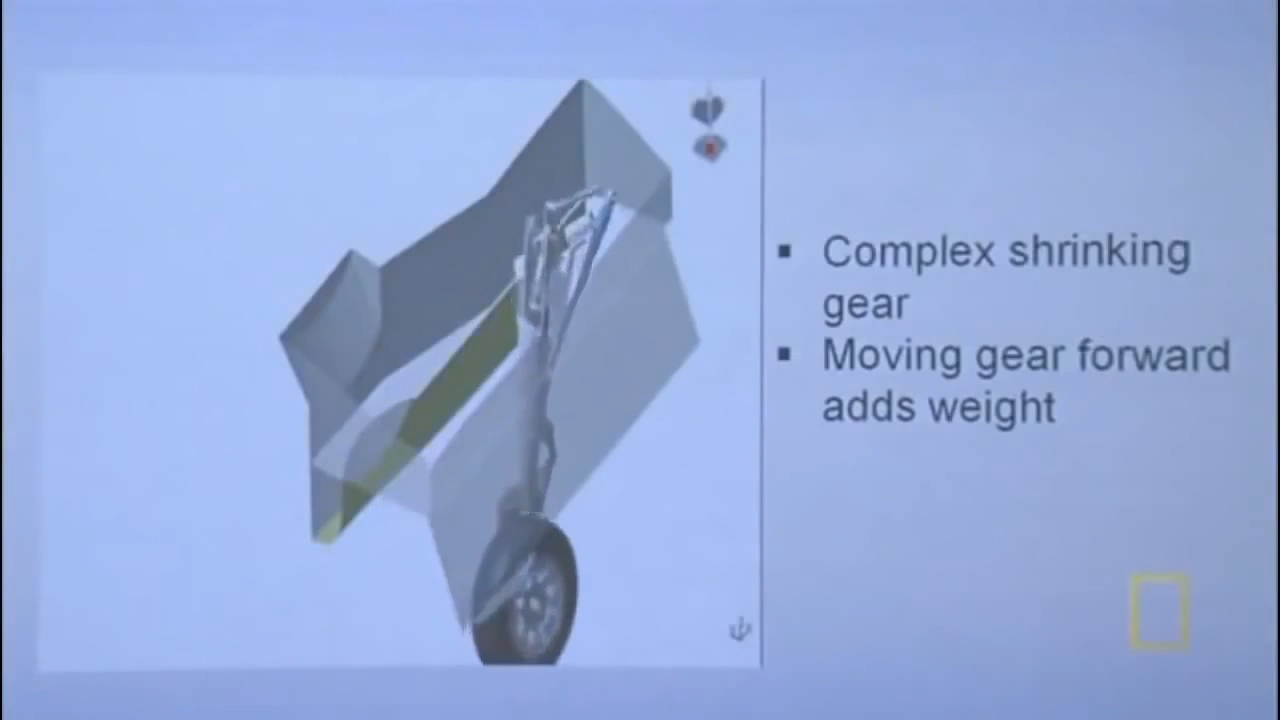 ▪ Complex shrinking
gear
▪ Moving gear forward
adds weight